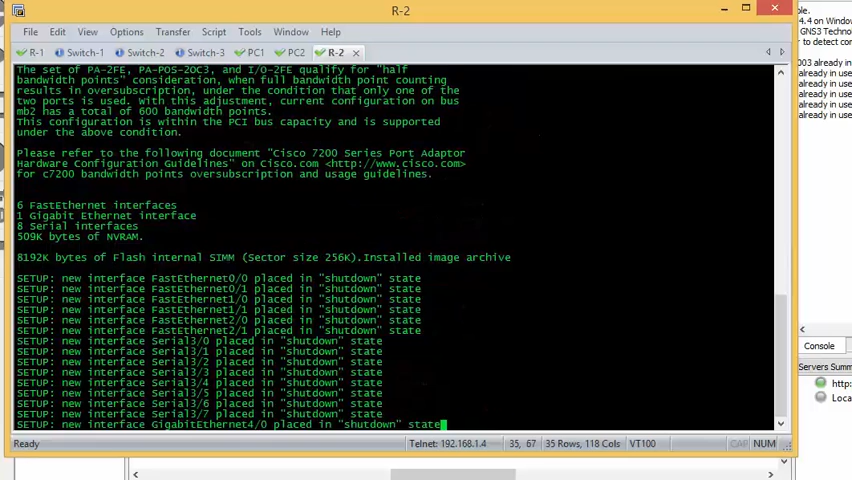 R-2
File Edit View Options Transfer Script Tools Window Help
R-1 Switch-1 Switch-2 Switch-3 PC1 PC2 R-2
The set of PA-2FE, PA-POS-2OC3, and I/O-2FE qualify for "half
bandwidth points" consideration, when full bandwidth point counting
results in oversubscription, under the condition that only one of the
two ports is used. With this adjustment, current configuration on bus
mb2 has a total of 600 bandwidth points.
This configuration is within the PCI bus capacity and is supported
under the above condition.
Please refer to the following document "Cisco 7200 Series Port Adaptor
Hardware Configuration Guidelines" on Cisco.com <http://www.cisco.com>
for c7200 bandwidth points oversubscription and usage guidelines.
6 FastEthernet interfaces
1 Gigabit Ethernet interface
8 Serial interfaces
509K bytes of NVRAM.
8192K bytes of Flash internal SIMM (Sector size 256K).Installed image archive
SETUP: new interface FastEthernet0/0 placed in "shutdown" state
SETUP: new interface FastEthernet0/1 placed in "shutdown" state
SETUP: new interface FastEthernet1/0 placed in "shutdown" state
SETUP: new interface FastEthernet1/1 placed in "shutdown" state
SETUP: new interface FastEthernet2/0 placed in "shutdown" state
SETUP: new interface FastEthernet2/1 placed in "shutdown" state
SETUP: new interface Serial3/0 placed in "shutdown" state
SETUP: new interface Serial3/1 placed in "shutdown" state
SETUP: new interface Serial3/2 placed in "shutdown" state
SETUP: new interface Serial3/3 placed in "shutdown" state
SETUP: new interface Serial3/4 placed in "shutdown" state
SETUP: new interface Serial3/5 placed in "shutdown" state
SETUP: new interface Serial3/6 placed in "shutdown" state
SETUP: new interface Serial3/7 placed in "shutdown" state
SETUP: new interface GigabitEthernet4/0 placed in "shutdown" state
Ready Telnet: 192.168.1.4 35, 67 35 Rows, 118 Cols VT100 CAP NUM
ole.
4.4 on Window
GNS3 Technol
to detect com
003 already in
already in use
already in use
already in use
already in use
Console
Servers Summ
http:
Loca